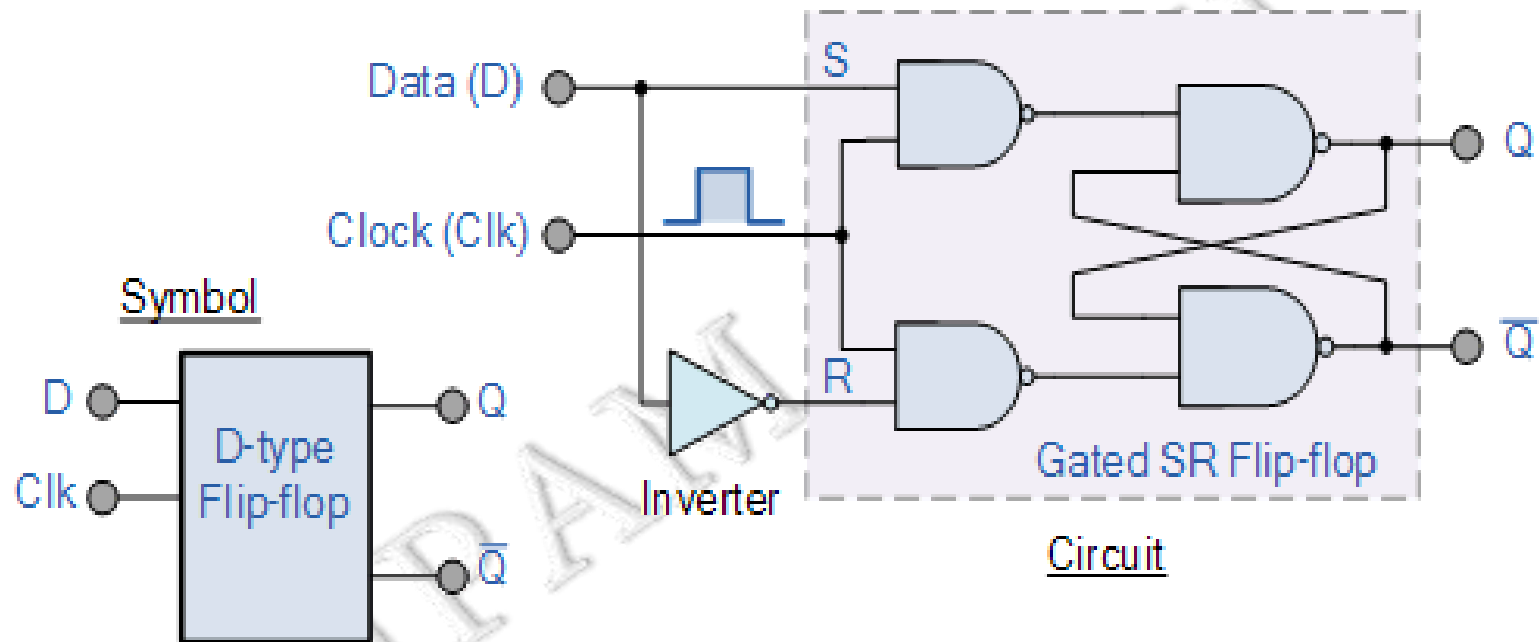 Data (D)
S
Q
Clock (Clk)
Symbol
Q̅
R
D
Q
D-type
Flip-flop
Clk
Inverter
Gated SR Flip-flop
Q̅
Circuit